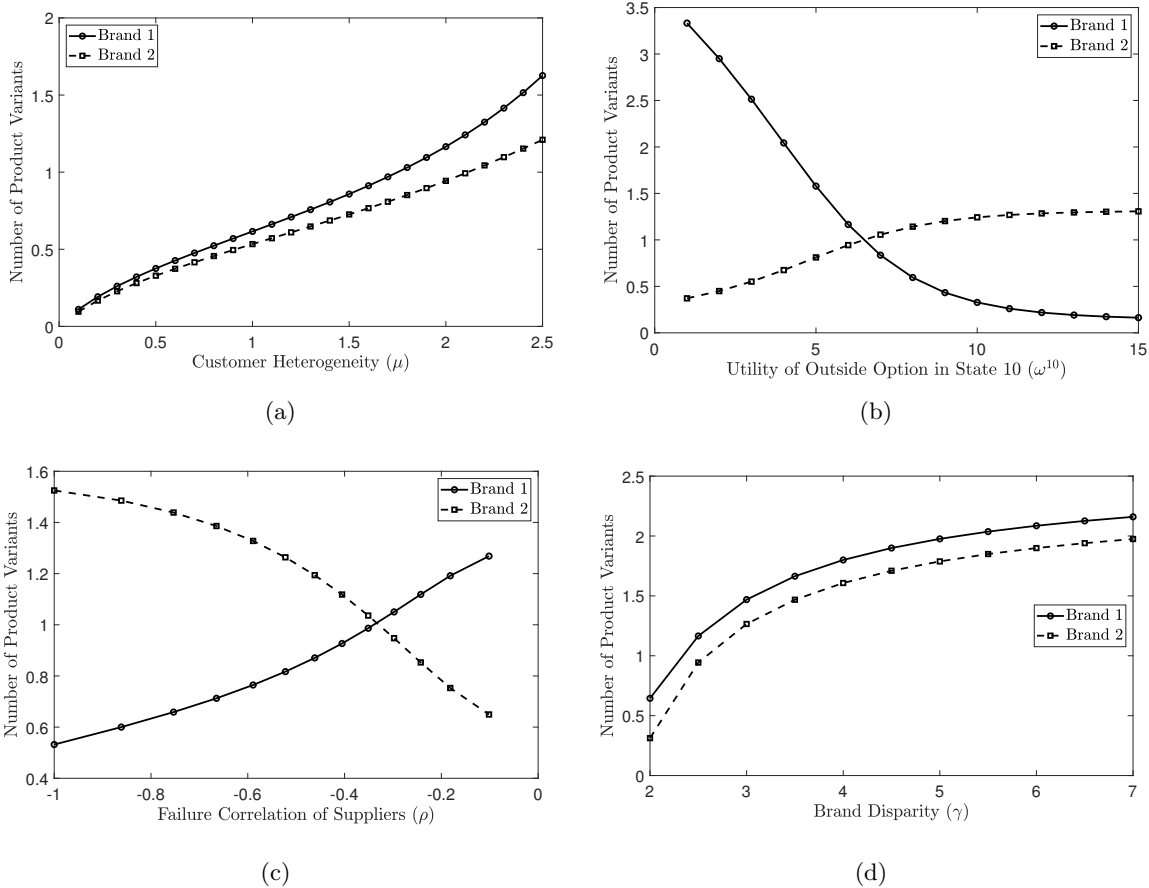 Number of Product Variants
2
1.5
1
0.5
0
Brand 1
Brand 2
0
0.5
1
1.5
2
2.5
Customer Heterogeneity (μ)
(a)
Number of Product Variants
3.5
3
2.5
2
1.5
1
0.5
0
Brand 1
Brand 2
0
5
10
15
Utility of Outside Option in State 10 (ω¹⁰)
(b)
Number of Product Variants
1.6
1.4
1.2
1
0.8
0.6
0.4
Brand 1
Brand 2
-1
-0.8
-0.6
-0.4
-0.2
0
Failure Correlation of Suppliers (ρ)
(c)
Number of Product Variants
2.5
2
1.5
1
0.5
0
Brand 1
Brand 2
2
3
4
5
6
7
Brand Disparity (γ)
(d)